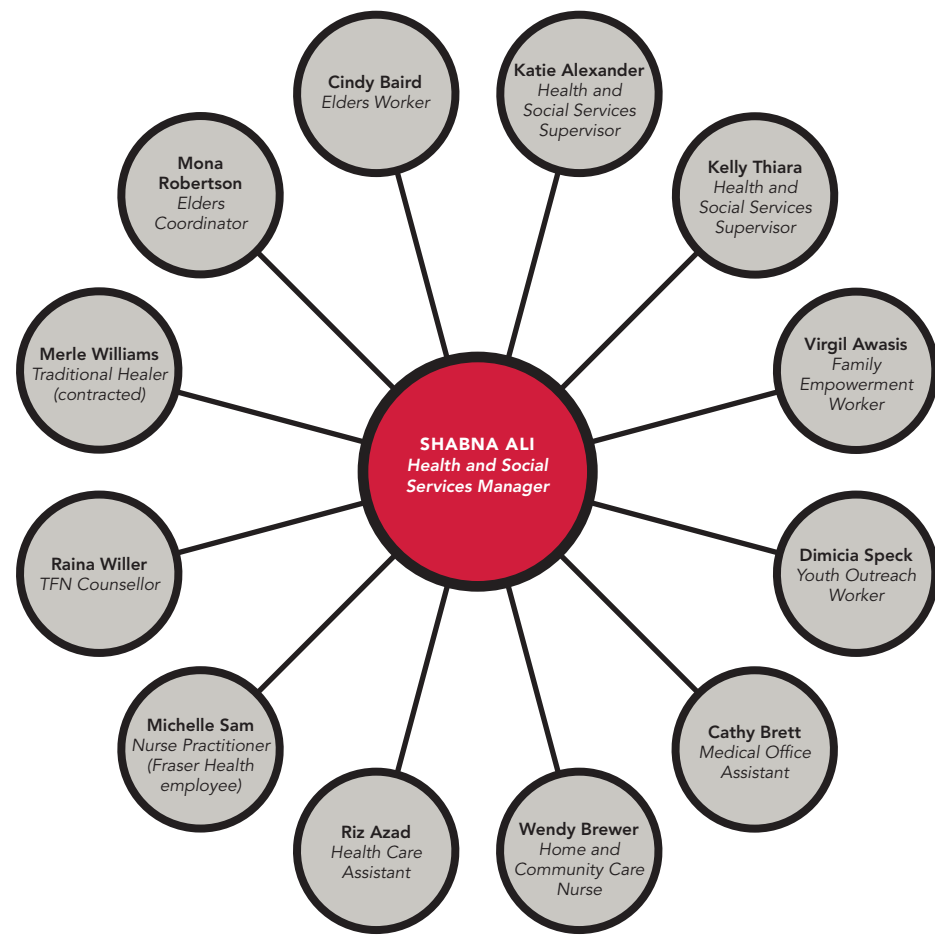 Cindy Baird
Elders Worker
Katie Alexander
Health and
Social Services
Supervisor
Mona
Robertson
Elders
Coordinator
Kelly Thiara
Health and
Social Services
Supervisor
Merle Williams
Traditional Healer
(contracted)
Virgil Awasis
Family
Empowerment
Worker
SHABNA ALI
Health and Social
Services Manager
Raina Willer
TFN Counsellor
Dimicia Speck
Youth Outreach
Worker
Michelle Sam
Nurse Practitioner
(Fraser Health
employee)
Cathy Brett
Medical Office
Assistant
Riz Azad
Health Care
Assistant
Wendy Brewer
Home and
Community Care
Nurse